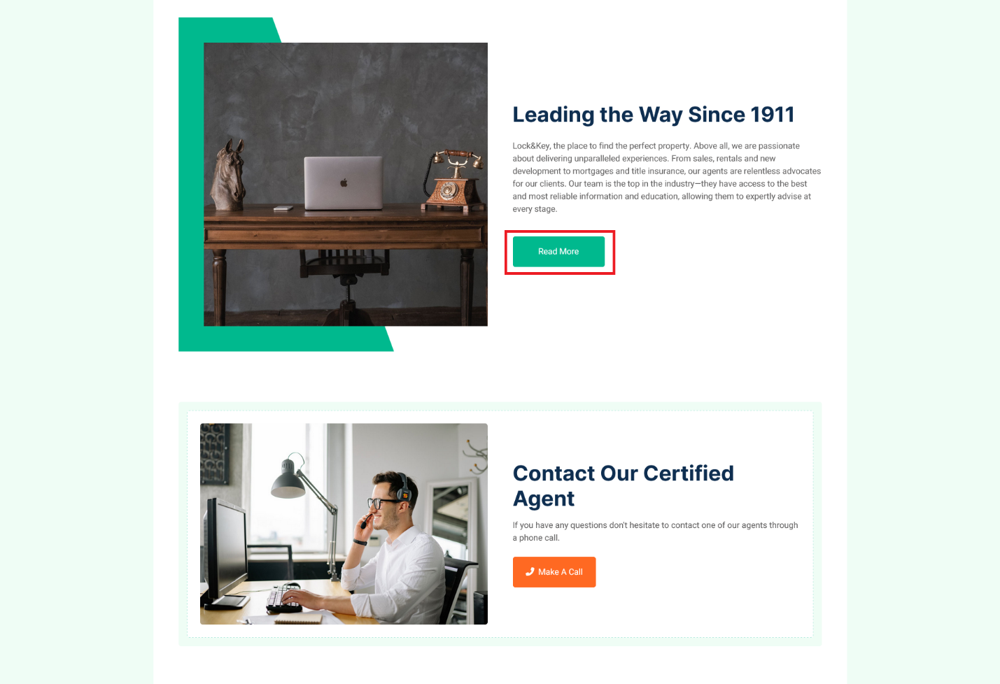 Leading the Way Since 1911
Lock&Key, the place to find the perfect property. Above all, we are passionate
about delivering unparalleled experiences. From sales, rentals and new
development to mortgages and title insurance, our agents are relentless advocates
for our clients. Our team is the top in the industry—they have access to the best
and most reliable information and education, allowing them to expertly advise at
every stage.
Read More
Contact Our Certified
Agent
If you have any questions don't hesitate to contact one of our agents through
a phone call.
Make A Call